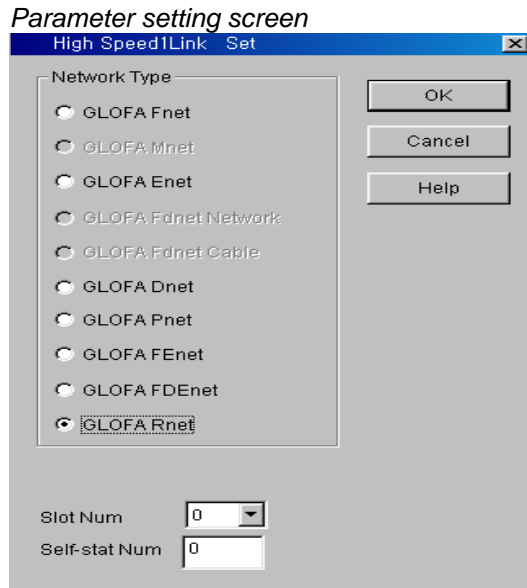 Parameter setting screen
High Speed1Link Set
Network Type
GLOFA Fnet
GLOFA Mnet
GLOFA Enet
GLOFA Fdnet Network
GLOFA Fdnet Cable
GLOFA Dnet
GLOFA Pnet
GLOFA FEnet
GLOFA FDEnet
GLOFA Rnet
OK
Cancel
Help
Slot Num 0
Self-stat Num 0